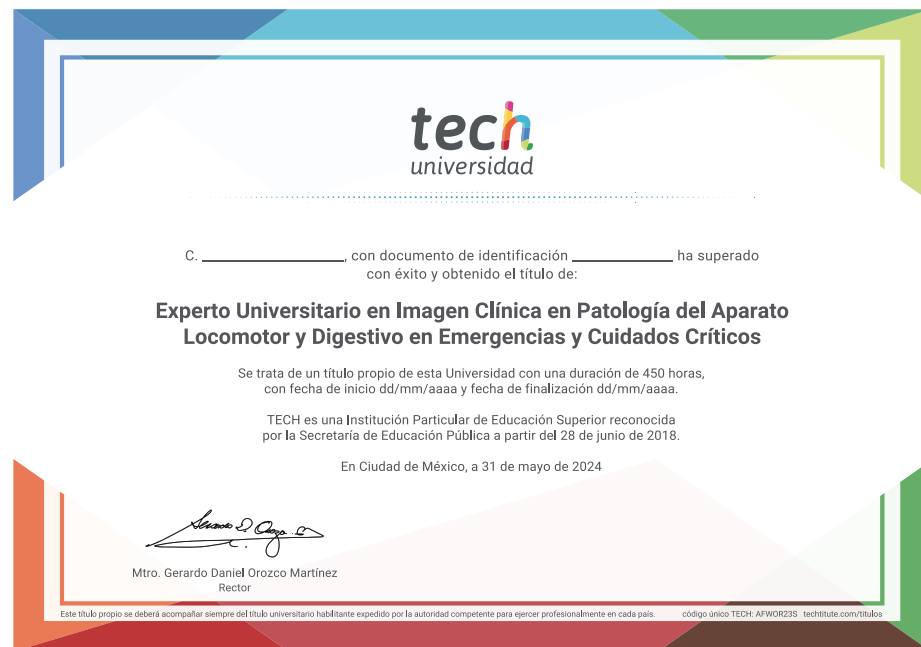 tech
universidad
C. ____________________, con documento de identificación ______________ ha superado
con éxito y obtenido el título de:
Experto Universitario en Imagen Clínica en Patología del Aparato
Locomotor y Digestivo en Emergencias y Cuidados Críticos
Se trata de un título propio de esta Universidad con una duración de 450 horas,
con fecha de inicio dd/mm/aaaa y fecha de finalización dd/mm/aaaa.
TECH es una Institución Particular de Educación Superior reconocida
por la Secretaría de Educación Pública a partir del 28 de junio de 2018.
En Ciudad de México, a 31 de mayo de 2024
Mtro. Gerardo Daniel Orozco Martínez
Rector
Este título propio se deberá acompañar siempre del título universitario habilitante expedido por la autoridad competente para ejercer profesionalmente en cada país. código único TECH: AFWOR23S techtitute.com/titulos